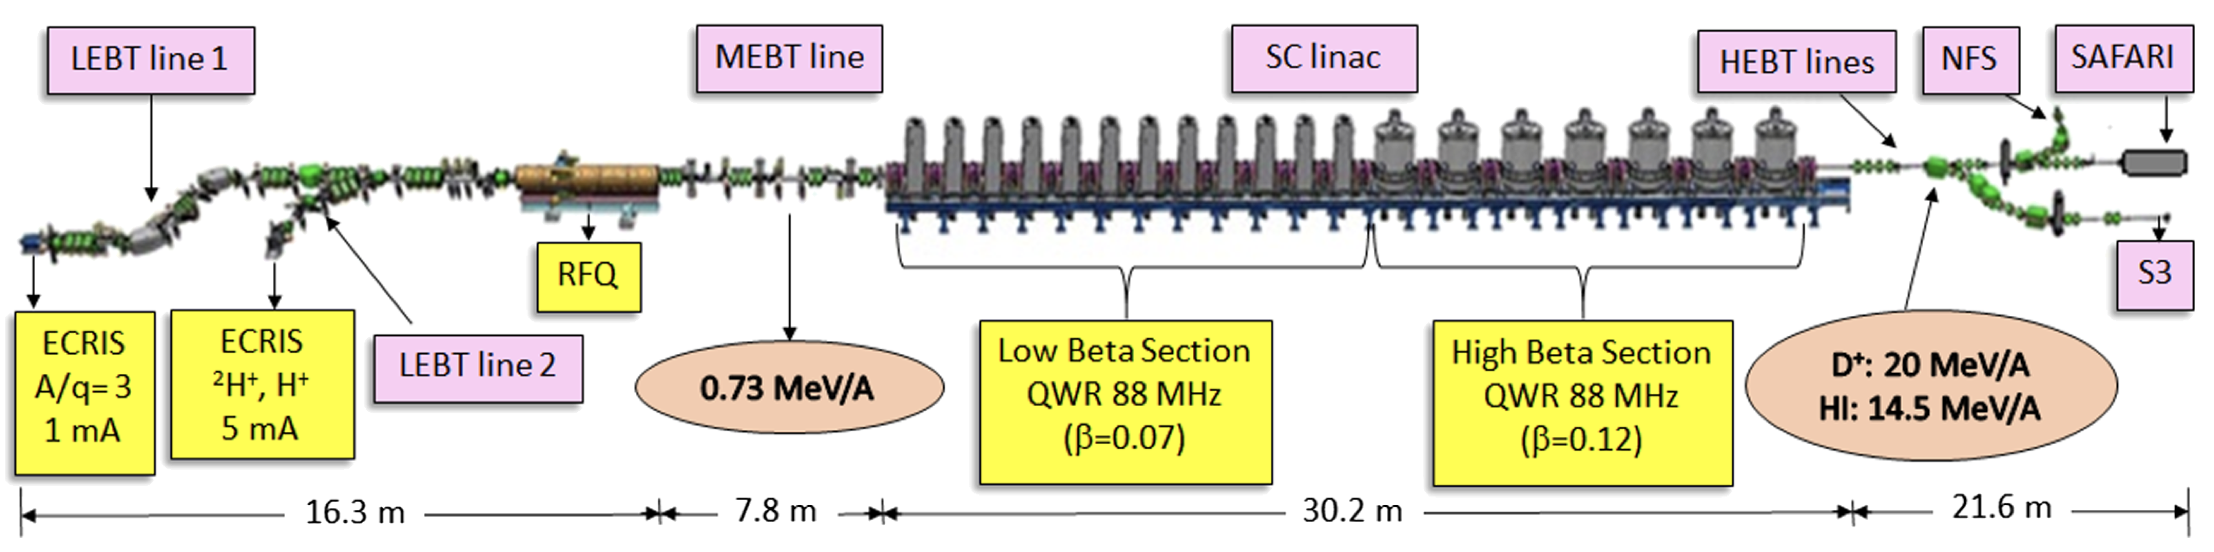 LEBT line 1
MEBT line
SC linac
HEBT lines
NFS
SAFARI
RFQ
S3
ECRIS
A/q= 3
1 mA
ECRIS
²H⁺, H⁺
5 mA
LEBT line 2
0.73 MeV/A
Low Beta Section
QWR 88 MHz
(β=0.07)
High Beta Section
QWR 88 MHz
(β=0.12)
D⁺: 20 MeV/A
HI: 14.5 MeV/A
16.3 m
7.8 m
30.2 m
21.6 m